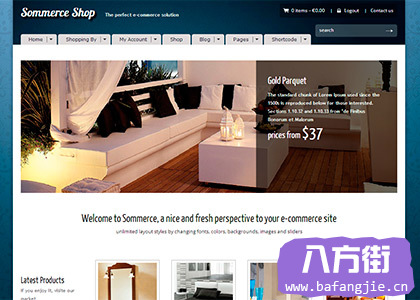 Sommerce Shop
The perfect e-commerce solution
0 items - €0.00 | Logout | Contact us
search
Home Shopping By My Account Shop Blog Pages Shortcode
Gold Parquet
The standard chunk of Lorem Ipsum used since the
1500s is reproduced below for those interested.
Sections 1.10.32 and 1.10.33 from "de Finibus
Bonorum et Malorum
prices from $37
Welcome to Sommerce, a nice and fresh perspective to your e-commerce site
unlimited layout styles by changing fonts, colors, backgrounds, images and sliders
Latest Products
If you enjoy it, white our
market
八方街
www.bafangjie.cn